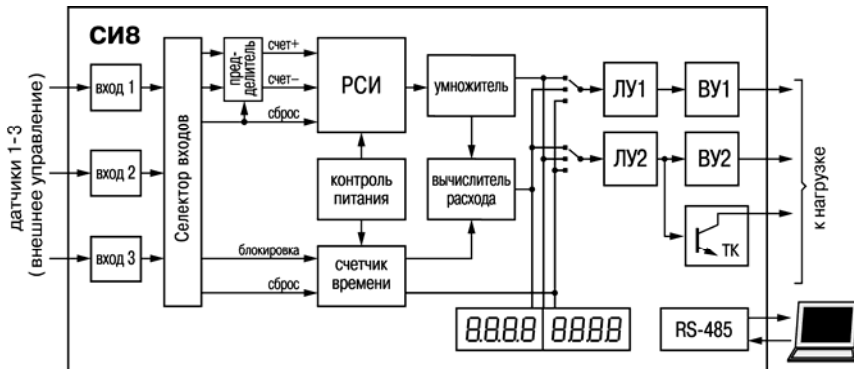 СИ8
датчики 1-3
(внешнее управление)
вход 1
вход 2
вход 3
Селектор входов
пред-
делитель
счет+
счет–
сброс
РСИ
умножитель
контроль
питания
вычислитель
расхода
блокировка
сброс
счетчик
времени
ЛУ1
ВУ1
ЛУ2
ВУ2
ТК
к нагрузке
8.8.8.8 8.8.8.8
RS-485